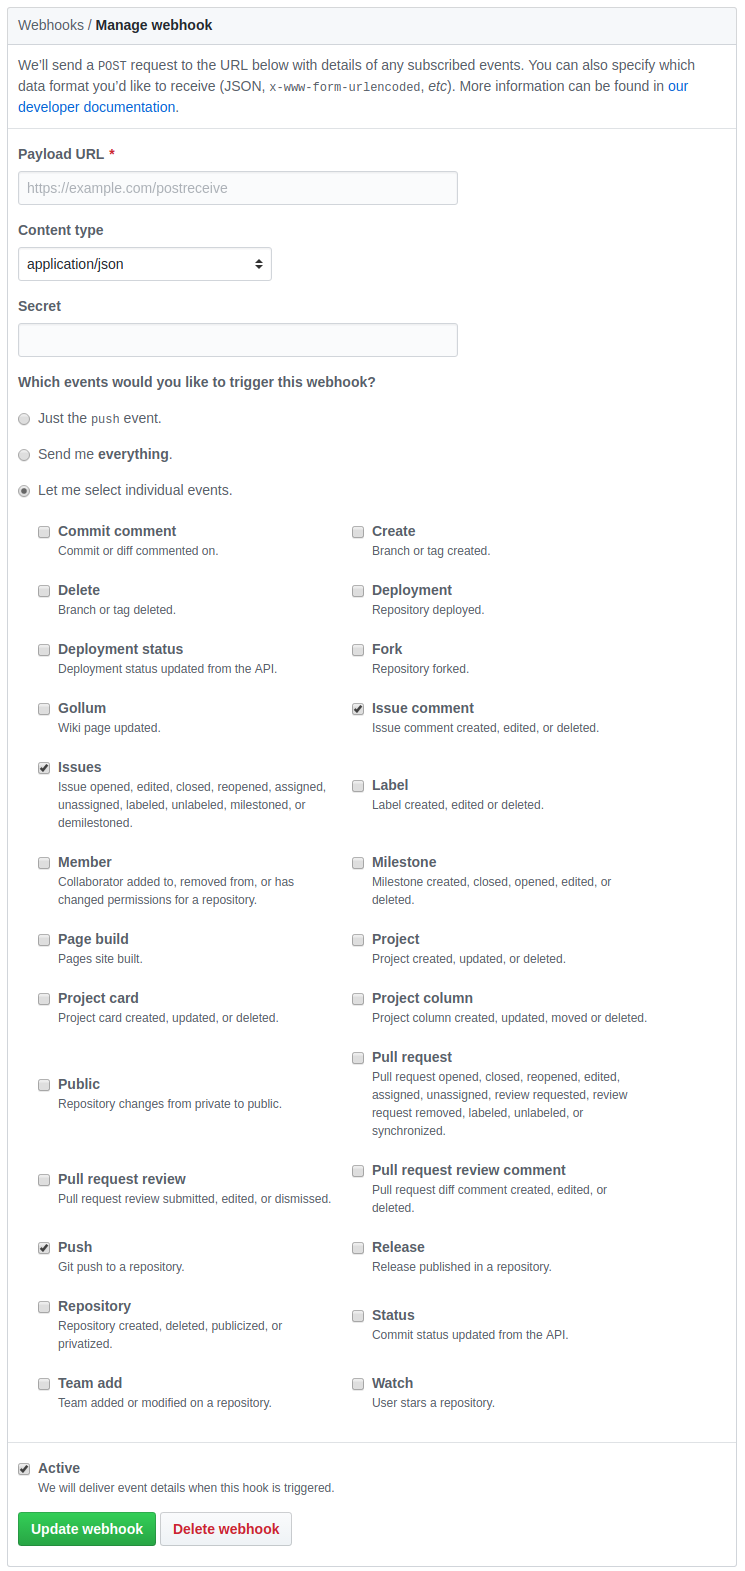 Webhooks / Manage webhook
We’ll send a POST request to the URL below with details of any subscribed events. You can also specify which
data format you’d like to receive (JSON, x-www-form-urlencoded, etc). More information can be found in our
developer documentation.
Payload URL *
https://example.com/postreceive
Content type
application/json
Secret
Which events would you like to trigger this webhook?
Just the push event.
Send me everything.
Let me select individual events.
Commit comment
Commit or diff commented on.
Create
Branch or tag created.
Delete
Branch or tag deleted.
Deployment
Repository deployed.
Deployment status
Deployment status updated from the API.
Fork
Repository forked.
Gollum
Wiki page updated.
Issue comment
Issue comment created, edited, or deleted.
Issues
Issue opened, edited, closed, reopened, assigned,
unassigned, labeled, unlabeled, milestoned, or
demilestoned.
Label
Label created, edited or deleted.
Member
Collaborator added to, removed from, or has
changed permissions for a repository.
Milestone
Milestone created, closed, opened, edited, or
deleted.
Page build
Pages site built.
Project
Project created, updated, or deleted.
Project card
Project card created, updated, or deleted.
Project column
Project column created, updated, moved or deleted.
Public
Repository changes from private to public.
Pull request
Pull request opened, closed, reopened, edited,
assigned, unassigned, review requested, review
request removed, labeled, unlabeled, or
synchronized.
Pull request review
Pull request review submitted, edited, or dismissed.
Pull request review comment
Pull request diff comment created, edited, or
deleted.
Push
Git push to a repository.
Release
Release published in a repository.
Repository
Repository created, deleted, publicized, or
privatized.
Status
Commit status updated from the API.
Team add
Team added or modified on a repository.
Watch
User stars a repository.
Active
We will deliver event details when this hook is triggered.
Update webhook
Delete webhook